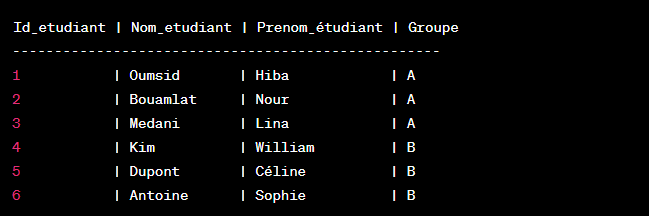 Id_etudiant | Nom_etudiant | Prenom_étudiant | Groupe
---------------------------------------------------
1 | Oumsid | Hiba | A
2 | Bouamlat | Nour | A
3 | Medani | Lina | A
4 | Kim | William | B
5 | Dupont | Céline | B
6 | Antoine | Sophie | B